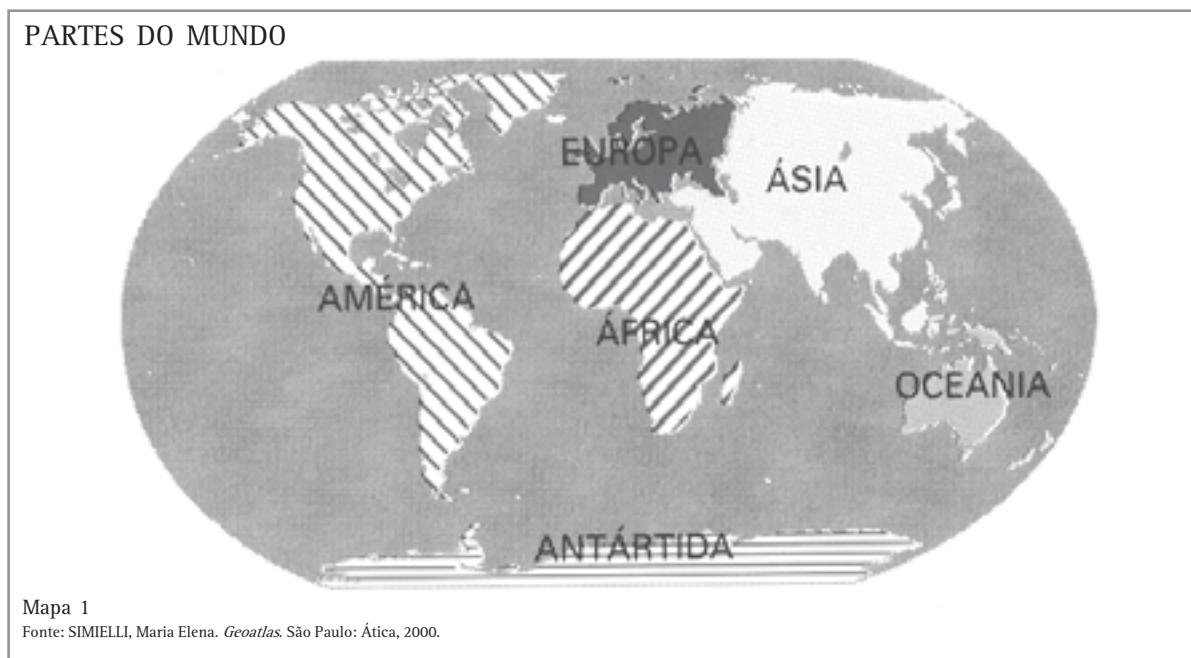 PARTES DO MUNDO
EUROPA
ÁSIA
AMÉRICA
ÁFRICA
OCEANIA
ANTÁRTIDA
Mapa 1
Fonte: SIMIELLI, Maria Elena. Geoatlas. São Paulo: Ática, 2000.